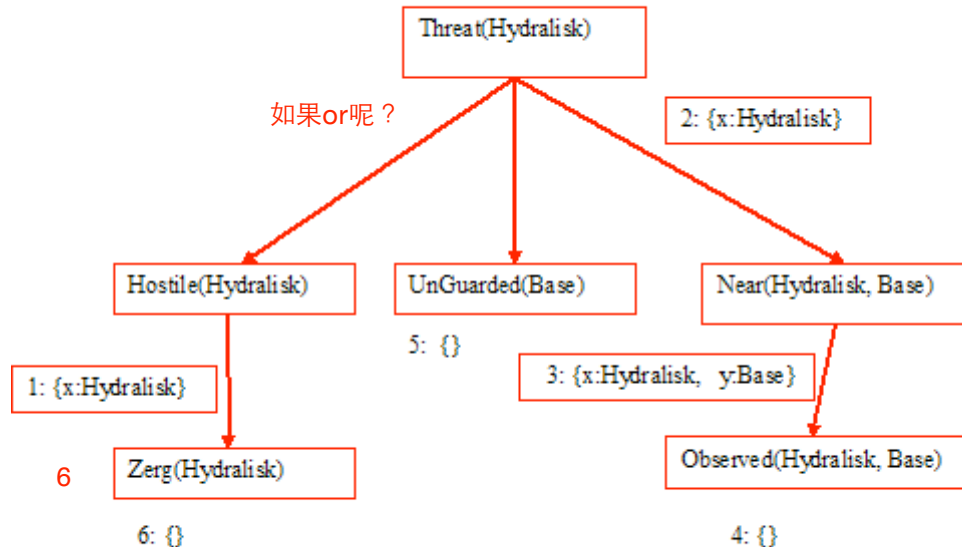 Threat(Hydralisk)
如果or呢？
2: {x:Hydralisk}
Hostile(Hydralisk)
UnGuarded(Base)
Near(Hydralisk, Base)
5: {}
1: {x:Hydralisk}
3: {x:Hydralisk, y:Base}
6
Zerg(Hydralisk)
Observed(Hydralisk, Base)
6: {}
4: {}